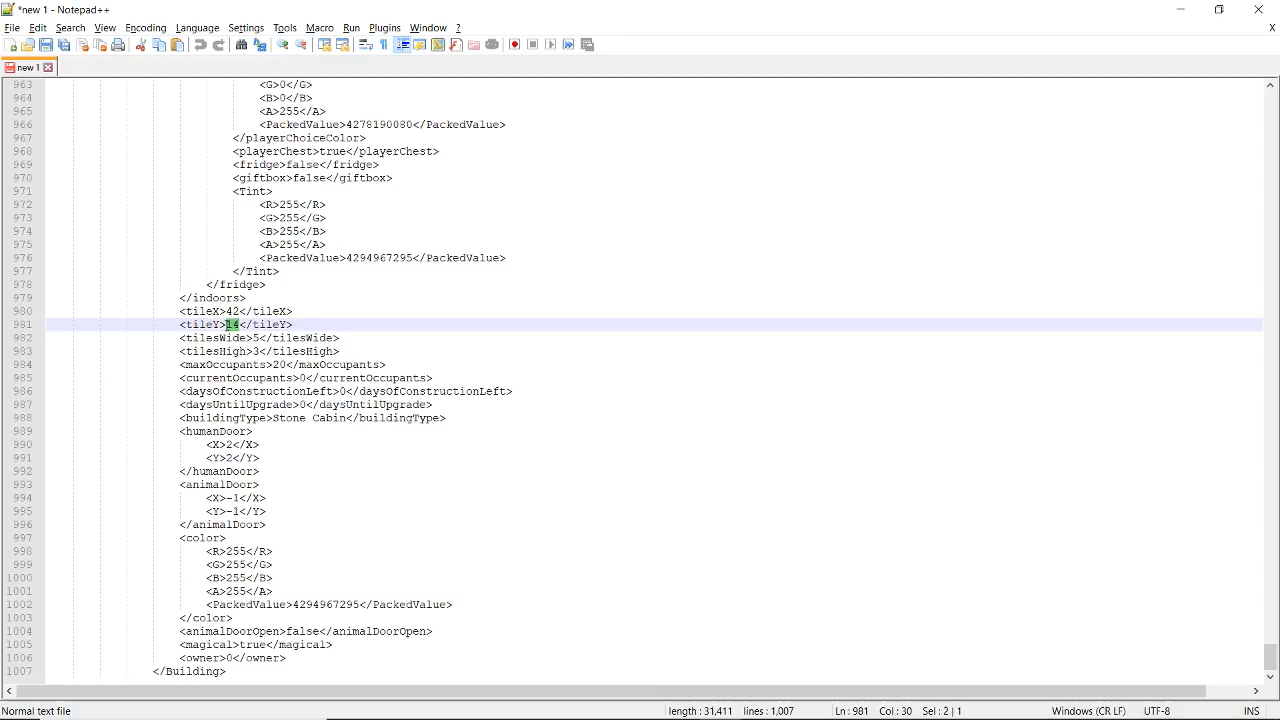 *new 1 - Notepad++
File Edit Search View Encoding Language Settings Tools Macro Run Plugins Window ?
X
new 1
963 <G>0</G>
964 <B>0</B>
965 <A>255</A>
966 <PackedValue>4278190080</PackedValue>
967 </playerChoiceColor>
968 <playerChest>true</playerChest>
969 <fridge>false</fridge>
970 <giftbox>false</giftbox>
971 <Tint>
972 <R>255</R>
973 <G>255</G>
974 <B>255</B>
975 <A>255</A>
976 <PackedValue>4294967295</PackedValue>
977 </Tint>
978 </fridge>
979 </indoors>
980 <tileX>42</tileX>
981 <tileY>14</tileY>
982 <tilesWide>5</tilesWide>
983 <tilesHigh>3</tilesHigh>
984 <maxOccupants>20</maxOccupants>
985 <currentOccupants>0</currentOccupants>
986 <daysOfConstructionLeft>0</daysOfConstructionLeft>
987 <daysUntilUpgrade>0</daysUntilUpgrade>
988 <buildingType>Stone Cabin</buildingType>
989 <humanDoor>
990 <X>2</X>
991 <Y>2</Y>
992 </humanDoor>
993 <animalDoor>
994 <X>-1</X>
995 <Y>-1</Y>
996 </animalDoor>
997 <color>
998 <R>255</R>
999 <G>255</G>
1000 <B>255</B>
1001 <A>255</A>
1002 <PackedValue>4294967295</PackedValue>
1003 </color>
1004 <animalDoorOpen>false</animalDoorOpen>
1005 <magical>true</magical>
1006 <owner>0</owner>
1007 </Building>
Normal text file length : 31,411 lines : 1,007 Ln : 981 Col : 30 Sel : 2 | 1 Windows (CR LF) UTF-8 INS